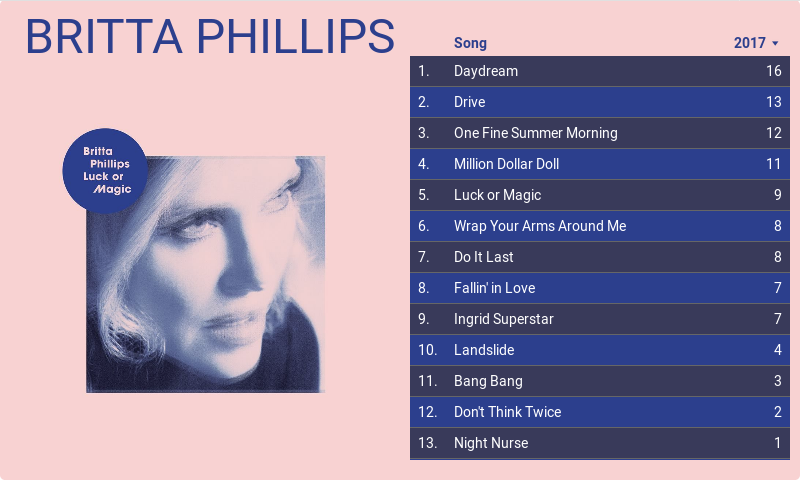 BRITTA PHILLIPS
Britta
Phillips
Luck or
Magic
Song 2017
1. Daydream 16
2. Drive 13
3. One Fine Summer Morning 12
4. Million Dollar Doll 11
5. Luck or Magic 9
6. Wrap Your Arms Around Me 8
7. Do It Last 8
8. Fallin' in Love 7
9. Ingrid Superstar 7
10. Landslide 4
11. Bang Bang 3
12. Don't Think Twice 2
13. Night Nurse 1